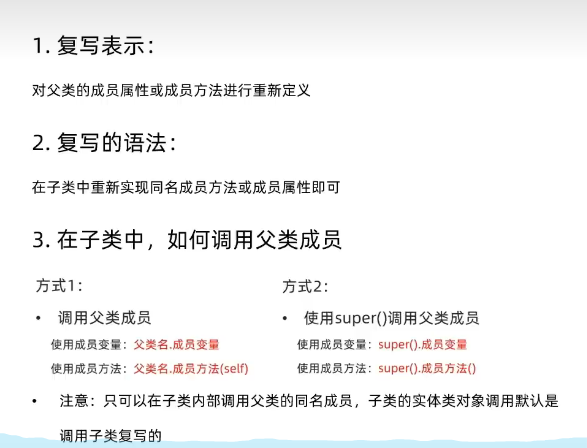 1. 复写表示：
对父类的成员属性或成员方法进行重新定义
2. 复写的语法：
在子类中重新实现同名成员方法或成员属性即可
3. 在子类中，如何调用父类成员
方式1：
• 调用父类成员
使用成员变量：父类名.成员变量
使用成员方法：父类名.成员方法(self)
方式2：
• 使用super()调用父类成员
使用成员变量：super().成员变量
使用成员方法：super().成员方法()
• 注意：只可以在子类内部调用父类的同名成员，子类的实体类对象调用默认是
调用子类复写的